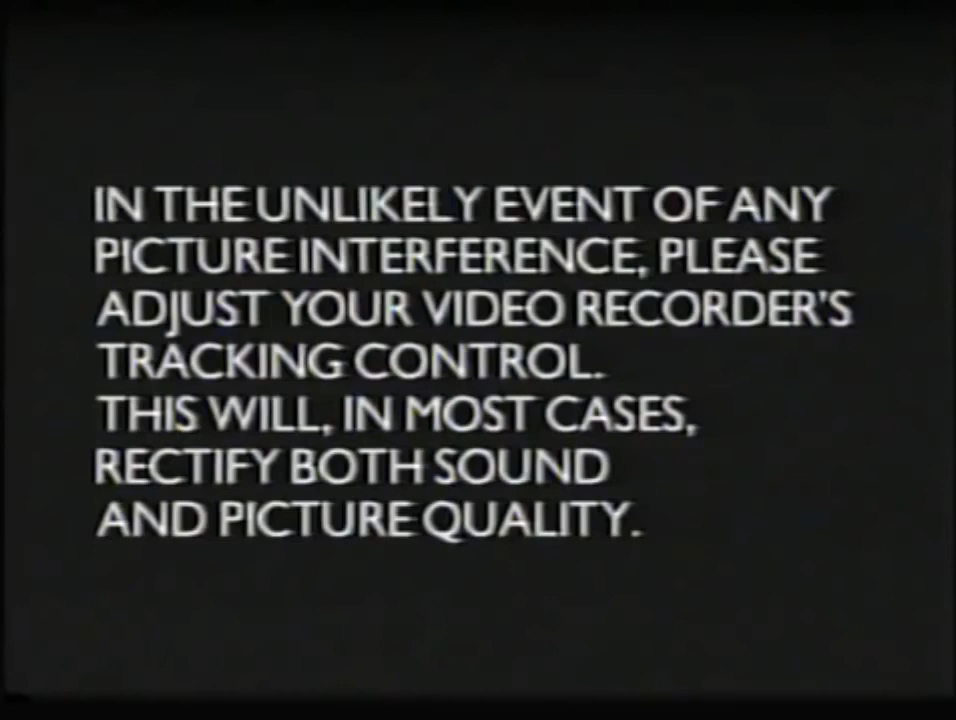 IN THE UNLIKELY EVENT OF ANY
PICTURE INTERFERENCE, PLEASE
ADJUST YOUR VIDEO RECORDER'S
TRACKING CONTROL.
THIS WILL, IN MOST CASES,
RECTIFY BOTH SOUND
AND PICTURE QUALITY.